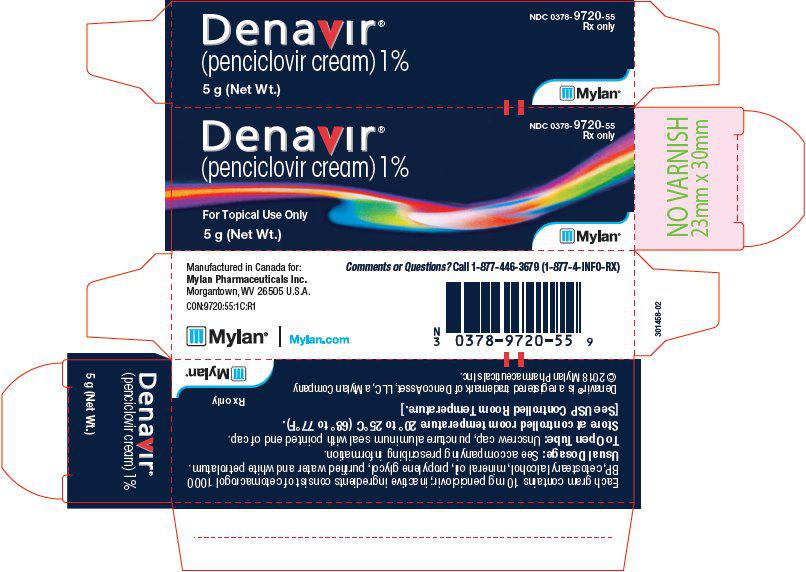 Denavir®
(penciclovir cream) 1%
5 g (Net Wt.)
NDC 0378-9720-55
Rx only
Mylan®
Denavir®
(penciclovir cream) 1%
For Topical Use Only
5 g (Net Wt.)
NDC 0378-9720-55
Rx only
Mylan®
NO VARNISH
23mm x 30mm
Manufactured in Canada for:
Mylan Pharmaceuticals Inc.
Morgantown, WV 26505 U.S.A.
CON:9720:55:1C:R1
Mylan®
Mylan.com
Comments or Questions? Call 1-877-446-3679 (1-877-4-INFO-RX)
N
3 0378-9720-55 9
301458-02
Denavir®
(penciclovir cream) 1%
5 g (Net Wt.)
Each gram contains 10 mg penciclovir; inactive ingredients consist of cetomacrogol 1000
BP, cetostearyl alcohol, mineral oil, propylene glycol, purified water and white petrolatum.
Usual Dosage: See accompanying prescribing information.
To Open Tube: Unscrew cap, puncture aluminum seal with pointed end of cap.
Store at controlled room temperature 20° to 25°C (68° to 77°F).
[See USP Controlled Room Temperature.]
Denavir® is a registered trademark of Denco Asset, LLC, a Mylan Company
© 2018 Mylan Pharmaceuticals Inc.
Rx only
Mylan®